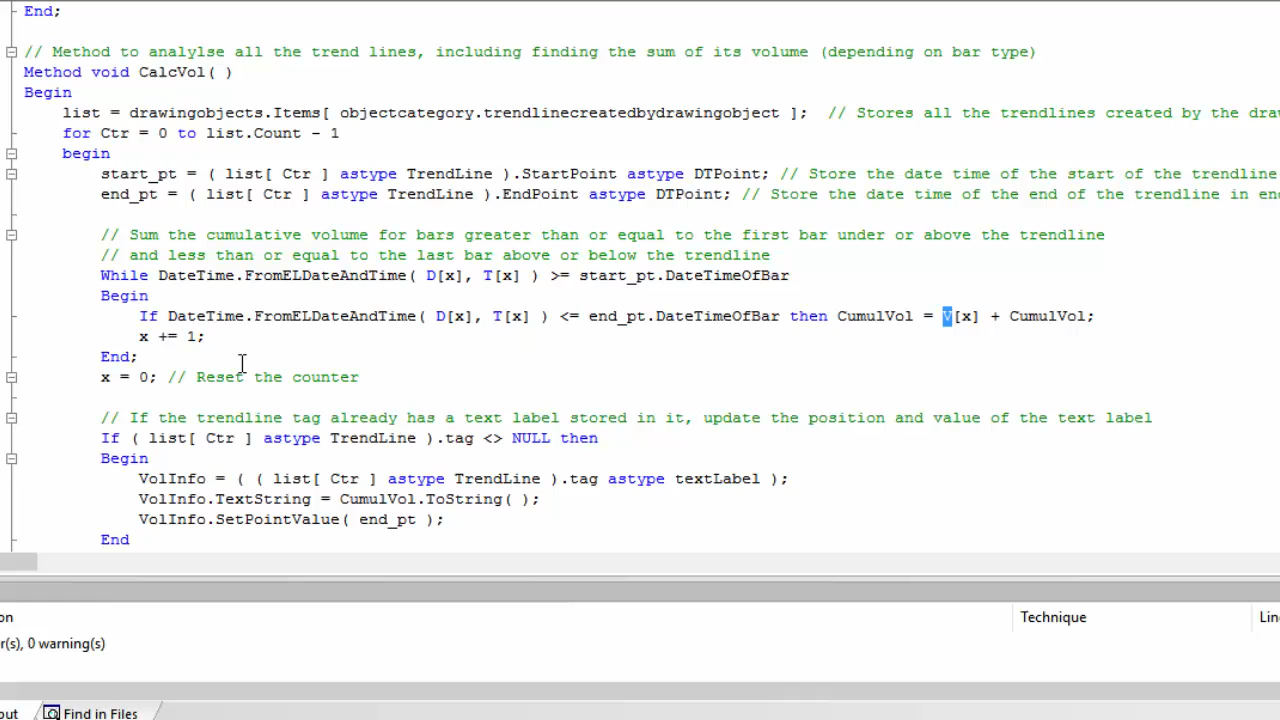 End;
// Method to analylse all the trend lines, including finding the sum of its volume (depending on bar type)
Method void CalcVol( )
Begin
list = drawingobjects.Items[ objectcategory.trendlinecreatedbydrawingobject ];  // Stores all the trendlines created by the
for Ctr = 0 to list.Count - 1
begin
start_pt = ( list[ Ctr ] astype TrendLine ).StartPoint astype DTPoint; // Store the date time of the start of the trendline
end_pt = ( list[ Ctr ] astype TrendLine ).EndPoint astype DTPoint; // Store the date time of the end of the trendline in
// Sum the cumulative volume for bars greater than or equal to the first bar under or above the trendline
// and less than or equal to the last bar above or below the trendline
While DateTime.FromELDateAndTime( D[x], T[x] ) >= start_pt.DateTimeOfBar
Begin
If DateTime.FromELDateAndTime( D[x], T[x] ) <= end_pt.DateTimeOfBar then CumulVol = V[x] + CumulVol;
x += 1;
End;
x = 0; // Reset the counter
// If the trendline tag already has a text label stored in it, update the position and value of the text label
If ( list[ Ctr ] astype TrendLine ).tag <> NULL then
Begin
VolInfo = ( ( list[ Ctr ] astype TrendLine ).tag astype textLabel );
VolInfo.TextString = CumulVol.ToString( );
VolInfo.SetPointValue( end_pt );
End
on Technique Lin
r(s), 0 warning(s)
out Find in Files